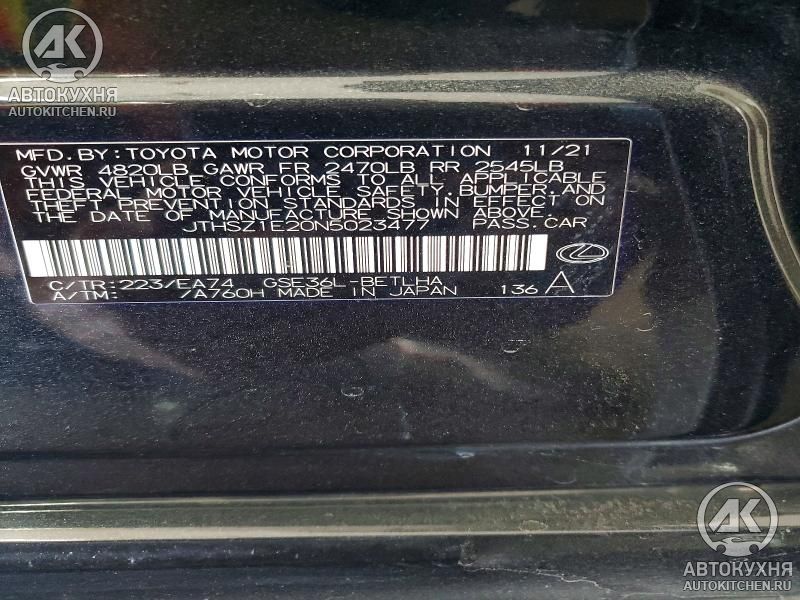 AK
АВТОКУХНЯ
AUTOKITCHEN.RU
MFD. BY: TOYOTA MOTOR CORPORATION 11/21
GVWR 4820LB GAWR FR 2470LB RR 2545LB
THIS VEHICLE CONFORMS TO ALL APPLICABLE
FEDERAL MOTOR VEHICLE SAFETY, BUMPER, AND
THEFT PREVENTION STANDARDS IN EFFECT ON
THE DATE OF MANUFACTURE SHOWN ABOVE.
JTHSZ1E20N5023477 PASS. CAR
C/TR: 223/EA74 GSE36L-BETLHA
A/TM: /A760H MADE IN JAPAN 136 A
AK
АВТОКУХНЯ
AUTOKITCHEN.RU